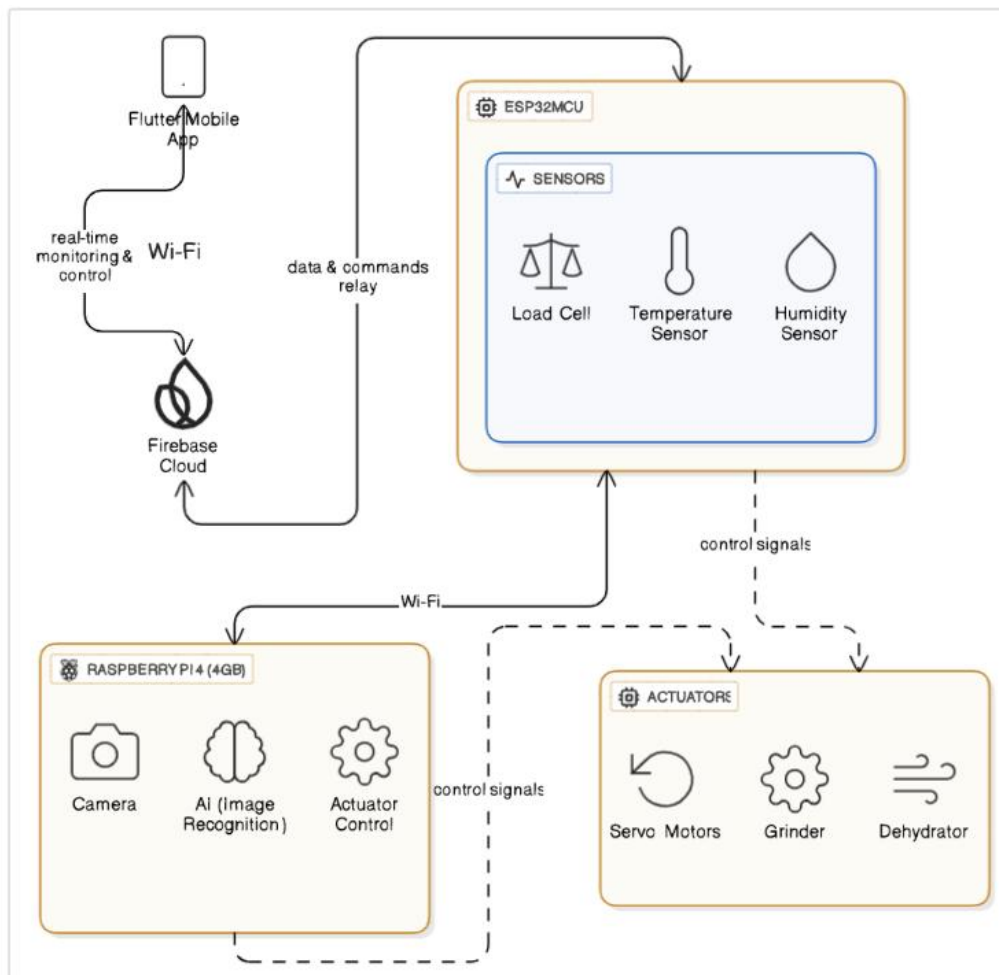 Flutter Mobile
App
real-time
monitoring &
control
Wi-Fi
Firebase
Cloud
data & commands
relay
ESP32MCU
SENSORS
Load Cell
Temperature
Sensor
Humidity
Sensor
control signals
Wi-Fi
RASPBERRY PI 4 (4GB)
Camera
Ai (Image
Recognition)
Actuator
Control
control signals
ACTUATORS
Servo Motors
Grinder
Dehydrator